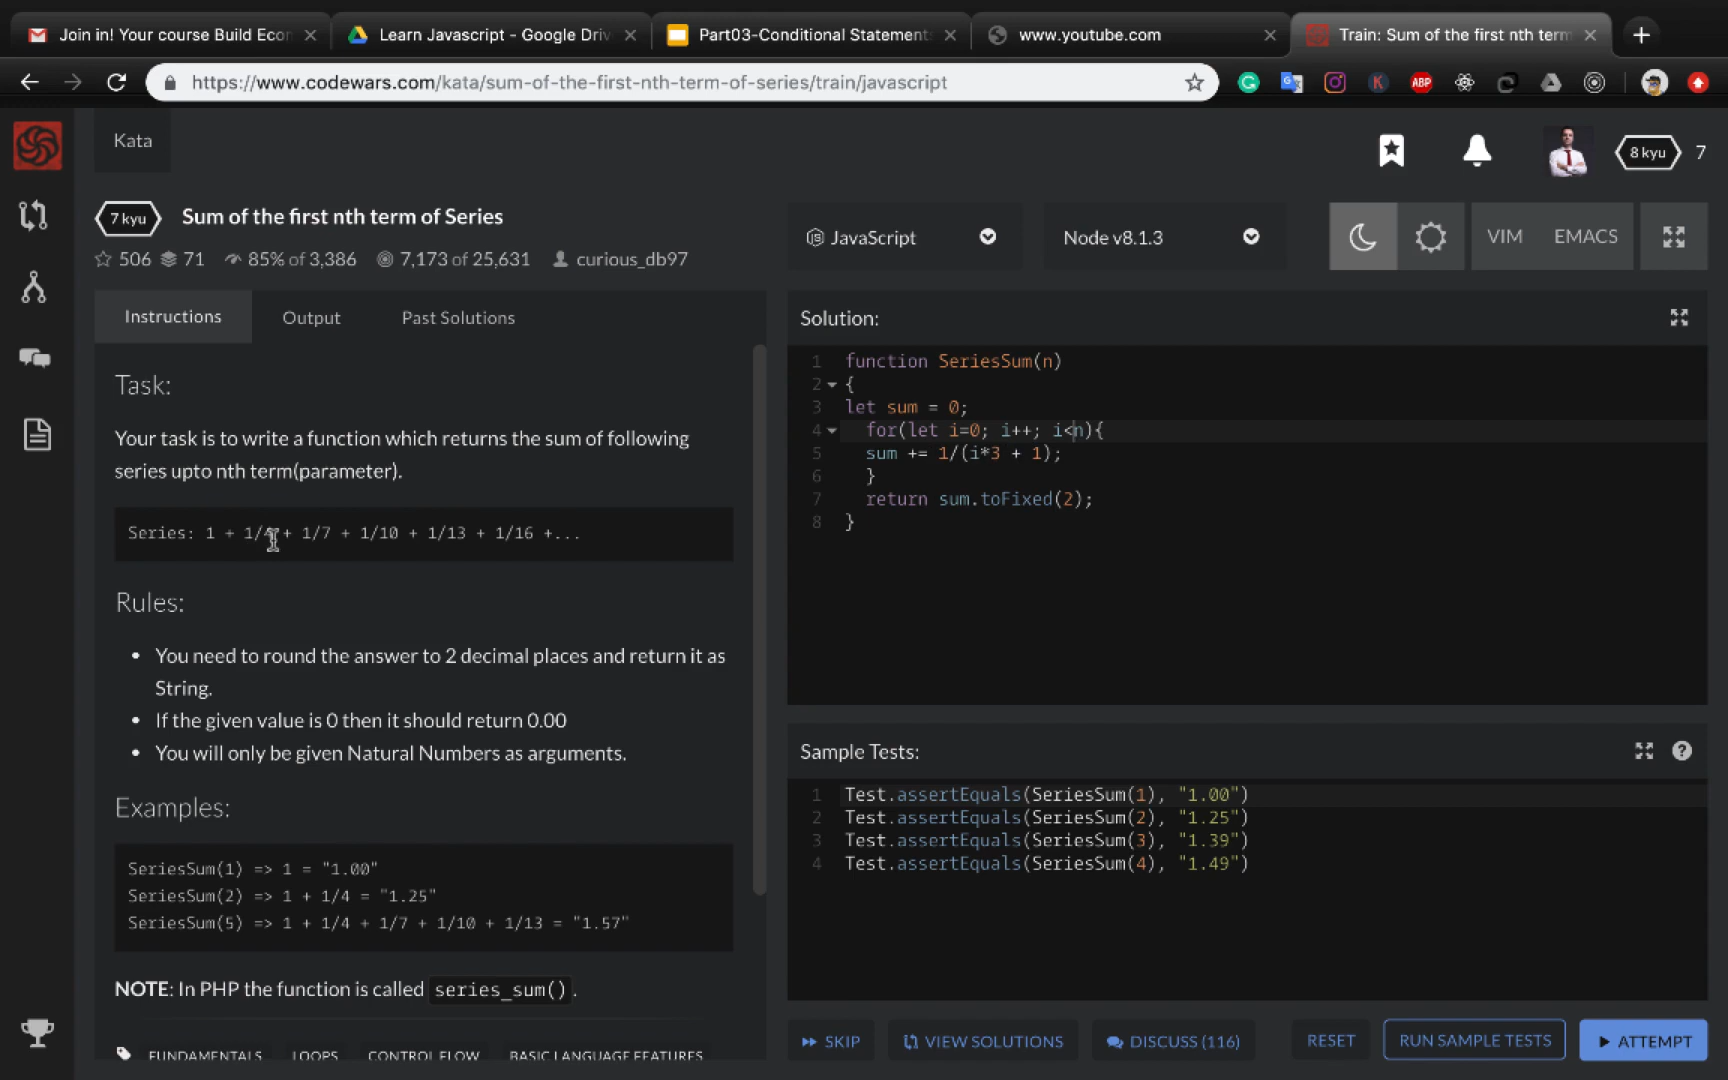 Join in! Your course Build Econ
Learn Javascript - Google Driv
Part03-Conditional Statements
www.youtube.com
Train: Sum of the first nth term
https://www.codewars.com/kata/sum-of-the-first-nth-term-of-series/train/javascript
ABP
Kata
8 kyu 7
7 kyu Sum of the first nth term of Series
506 71 85% of 3,386 7,173 of 25,631 curious_db97
JavaScript
Node v8.1.3
VIM EMACS
Instructions Output Past Solutions
Task:
Your task is to write a function which returns the sum of following
series upto nth term(parameter).
Series: 1 + 1/4 + 1/7 + 1/10 + 1/13 + 1/16 +...
Rules:
• You need to round the answer to 2 decimal places and return it as
String.
• If the given value is 0 then it should return 0.00
• You will only be given Natural Numbers as arguments.
Examples:
SeriesSum(1) => 1 = "1.00"
SeriesSum(2) => 1 + 1/4 = "1.25"
SeriesSum(5) => 1 + 1/4 + 1/7 + 1/10 + 1/13 = "1.57"
NOTE: In PHP the function is called series_sum().
FUNDAMENTALS LOOPS CONTROL FLOW BASIC LANGUAGE FEATURES
Solution:
1 function SeriesSum(n)
2 {
3 let sum = 0;
4 for(let i=0; i++; i<n){
5 sum += 1/(i*3 + 1);
6 }
7 return sum.toFixed(2);
8 }
Sample Tests:
1 Test.assertEquals(SeriesSum(1), "1.00")
2 Test.assertEquals(SeriesSum(2), "1.25")
3 Test.assertEquals(SeriesSum(3), "1.39")
4 Test.assertEquals(SeriesSum(4), "1.49")
SKIP VIEW SOLUTIONS DISCUSS (116) RESET RUN SAMPLE TESTS ATTEMPT